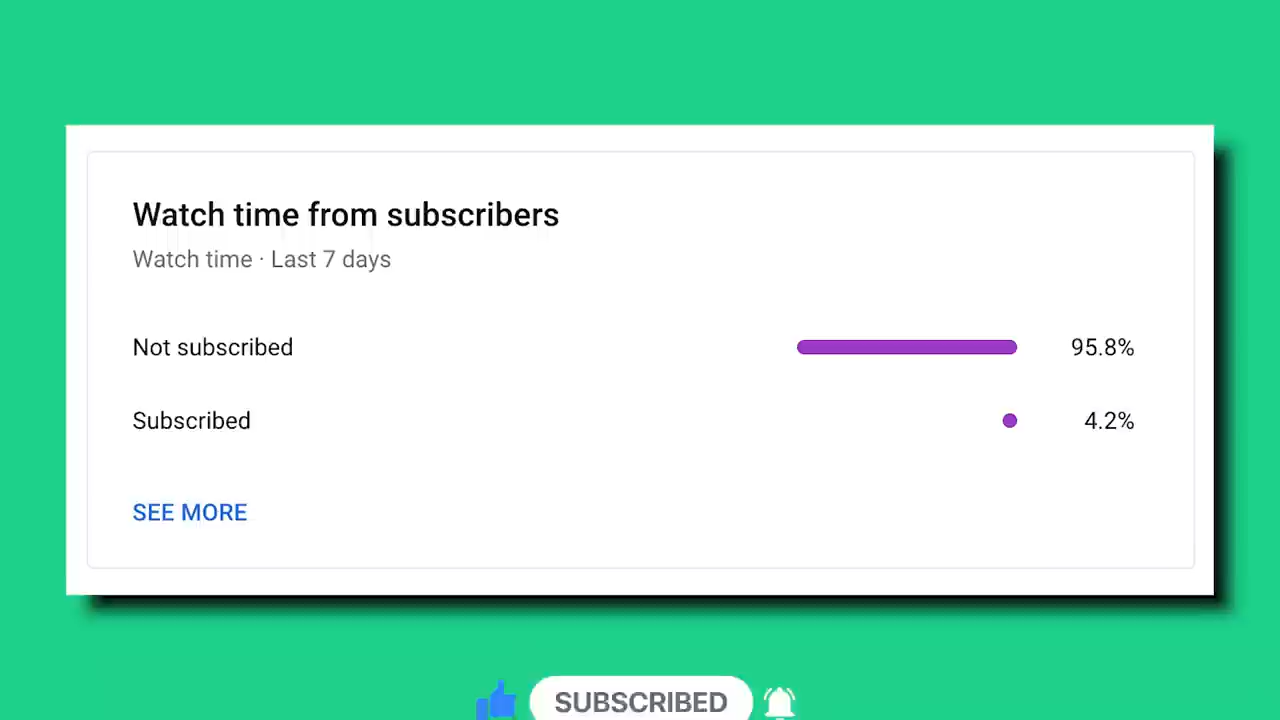 Watch time from subscribers
Watch time · Last 7 days
Not subscribed 95.8%
Subscribed 4.2%
SEE MORE
SUBSCRIBED